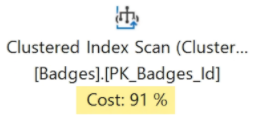 Clustered Index Scan (Cluster...
[Badges].[PK_Badges_Id]
Cost: 91 %